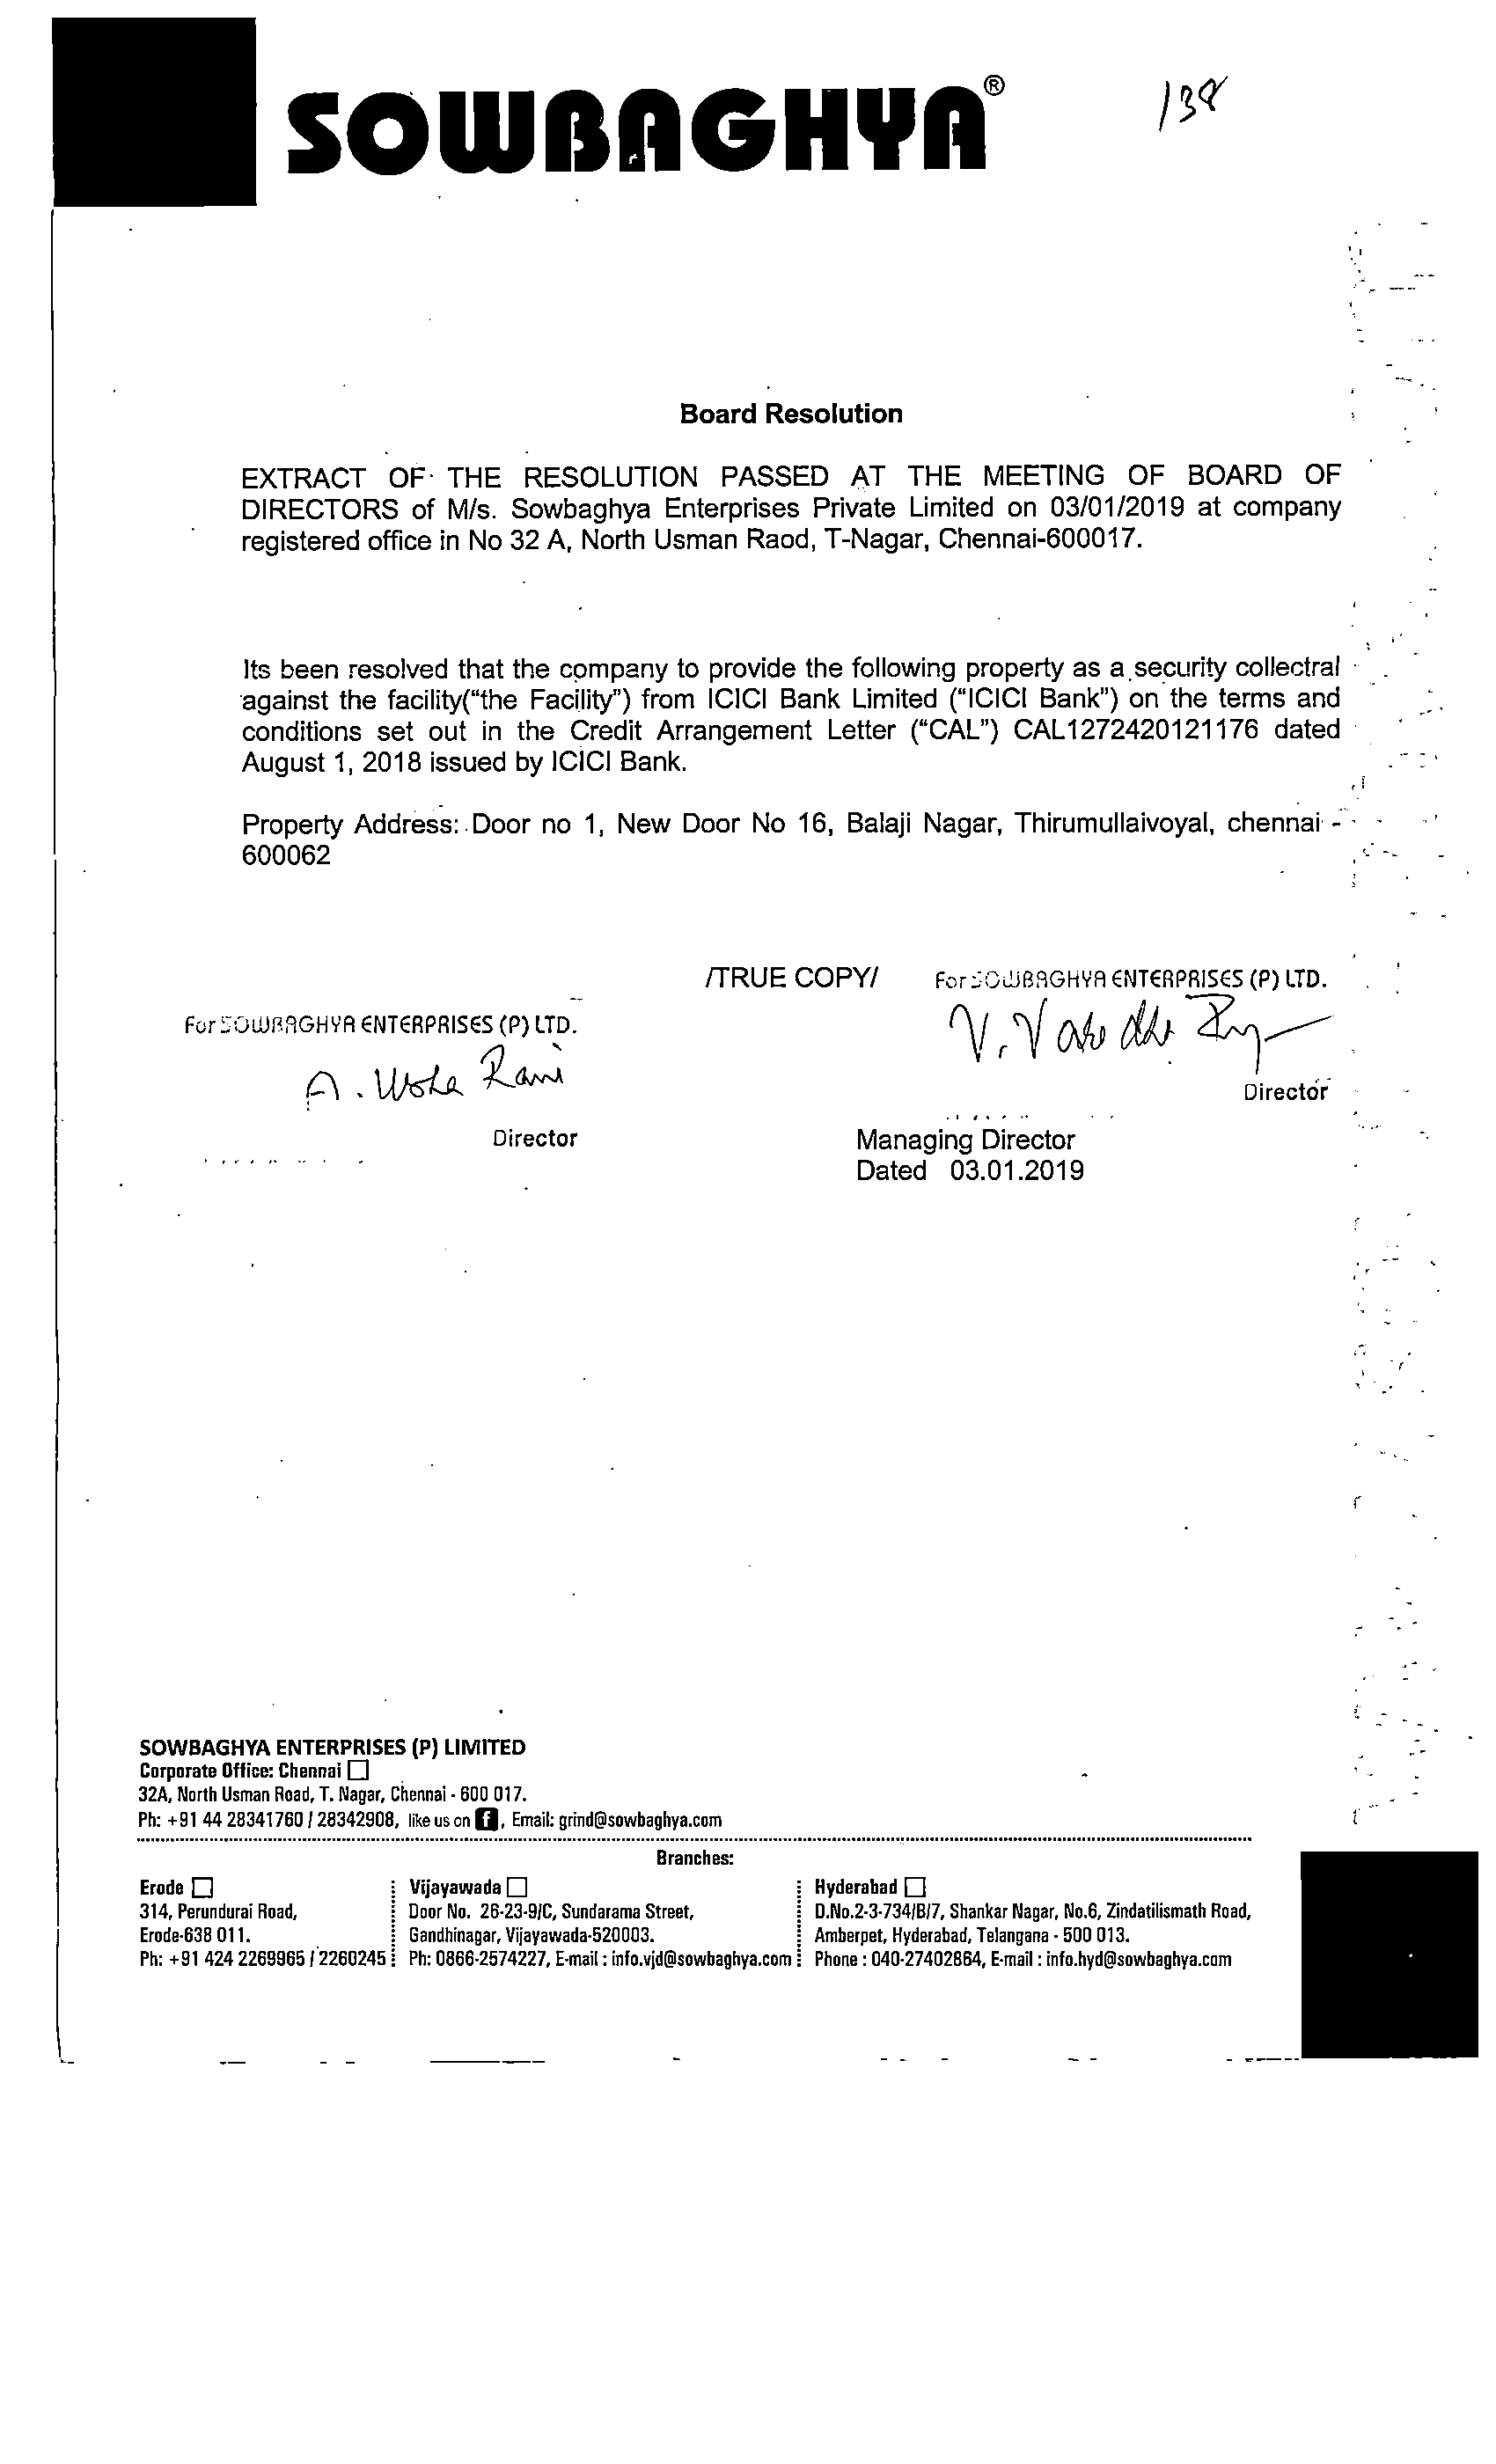 SOWBAGHYA®
138
Board Resolution
EXTRACT OF THE RESOLUTION PASSED AT THE MEETING OF BOARD OF
DIRECTORS of M/s. Sowbaghya Enterprises Private Limited on 03/01/2019 at company
registered office in No 32 A, North Usman Raod, T-Nagar, Chennai-600017.
Its been resolved that the company to provide the following property as a security collectral
against the facility("the Facility") from ICICI Bank Limited ("ICICI Bank") on the terms and
conditions set out in the Credit Arrangement Letter ("CAL") CAL1272420121176 dated
August 1, 2018 issued by ICICI Bank.
Property Address: Door no 1, New Door No 16, Balaji Nagar, Thirumullaivoyal, chennai -
600062
/TRUE COPY/
For SOWBAGHYA ENTERPRISES (P) LTD.
For SOWBAGHYA ENTERPRISES (P) LTD.
A. Usha Rani
Director
Director
Managing Director
Dated 03.01.2019
SOWBAGHYA ENTERPRISES (P) LIMITED
Corporate Office: Chennai
32A, North Usman Road, T. Nagar, Chennai - 600 017.
Ph: +91 44 28341760 / 28342908, like us on f, Email: grind@sowbaghya.com
Branches:
Erode
314, Perundurai Road,
Erode-638 011.
Ph: +91 424 2269965 / 2260245
Vijayawada
Door No. 26-23-9/C, Sundarama Street,
Gandhinagar, Vijayawada-520003.
Ph: 0866-2574227, E-mail : info.vjd@sowbaghya.com
Hyderabad
D.No.2-3-734/B/7, Shankar Nagar, No.6, Zindatilismath Road,
Amberpet, Hyderabad, Telangana - 500 013.
Phone : 040-27402864, E-mail : info.hyd@sowbaghya.com